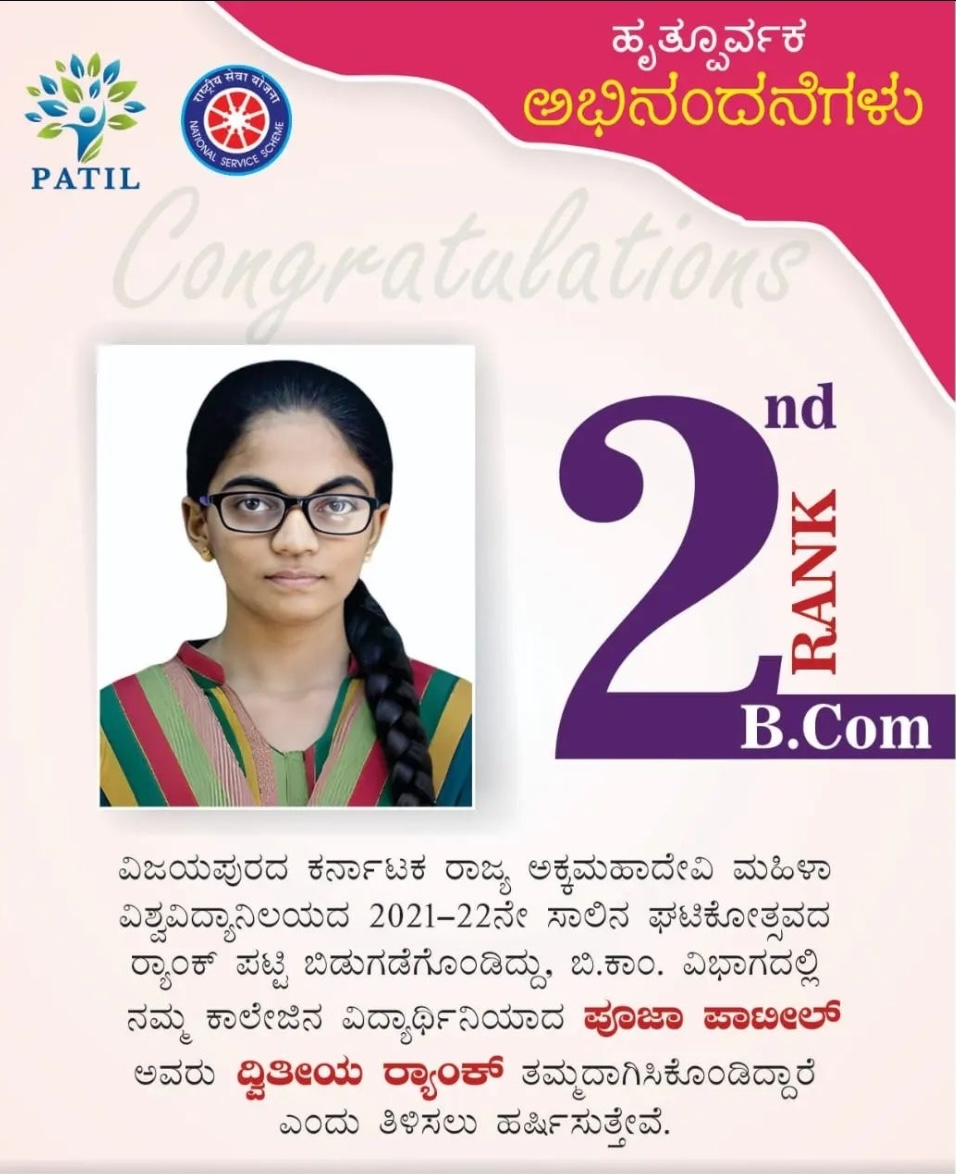 ಹೃತ್ಪೂರ್ವಕ
ಅಭಿನಂದನೆಗಳು
राष्ट्रीय सेवा योजना
NATIONAL SERVICE SCHEME
PATIL
Congratulations
2nd
RANK
B.Com
ವಿಜಯಪುರದ ಕರ್ನಾಟಕ ರಾಜ್ಯ ಅಕ್ಕಮಹಾದೇವಿ ಮಹಿಳಾ
ವಿಶ್ವವಿದ್ಯಾನಿಲಯದ 2021–22ನೇ ಸಾಲಿನ ಘಟಿಕೋತ್ಸವದ
ರ‍್ಯಾಂಕ್ ಪಟ್ಟಿ ಬಿಡುಗಡೆಗೊಂಡಿದ್ದು, ಬಿ.ಕಾಂ. ವಿಭಾಗದಲ್ಲಿ
ನಮ್ಮ ಕಾಲೇಜಿನ ವಿದ್ಯಾರ್ಥಿನಿಯಾದ ಪೂಜಾ ಪಾಟೀಲ್
ಅವರು ದ್ವಿತೀಯ ರ‍್ಯಾಂಕ್ ತಮ್ಮದಾಗಿಸಿಕೊಂಡಿದ್ದಾರೆ
ಎಂದು ತಿಳಿಸಲು ಹರ್ಷಿಸುತ್ತೇವೆ.